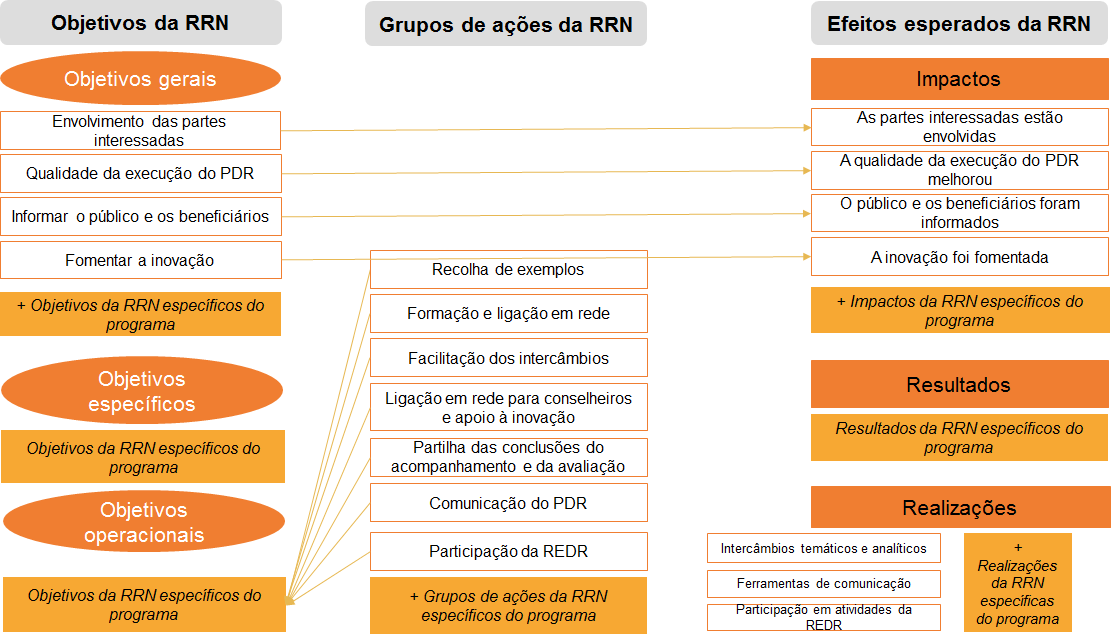 Objetivos da RRN
Objetivos gerais
Envolvimento das partes
interessadas
Qualidade da execução do PDR
Informar o público e os beneficiários
Fomentar a inovação
+ Objetivos da RRN específicos do
programa
Objetivos
específicos
Objetivos da RRN específicos do
programa
Objetivos
operacionais
Objetivos da RRN específicos do
programa
Grupos de ações da RRN
Recolha de exemplos
Formação e ligação em rede
Facilitação dos intercâmbios
Ligação em rede para conselheiros
e apoio à inovação
Partilha das conclusões do
acompanhamento e da avaliação
Comunicação do PDR
Participação da REDR
+ Grupos de ações da RRN
específicos do programa
Efeitos esperados da RRN
Impactos
As partes interessadas estão
envolvidas
A qualidade da execução do PDR
melhorou
O público e os beneficiários foram
informados
A inovação foi fomentada
+ Impactos da RRN específicos do
programa
Resultados
Resultados da RRN específicos do
programa
Realizações
Intercâmbios temáticos e analíticos
Ferramentas de comunicação
Participação em atividades da
REDR
+
Realizações
da RRN
específicas
do programa